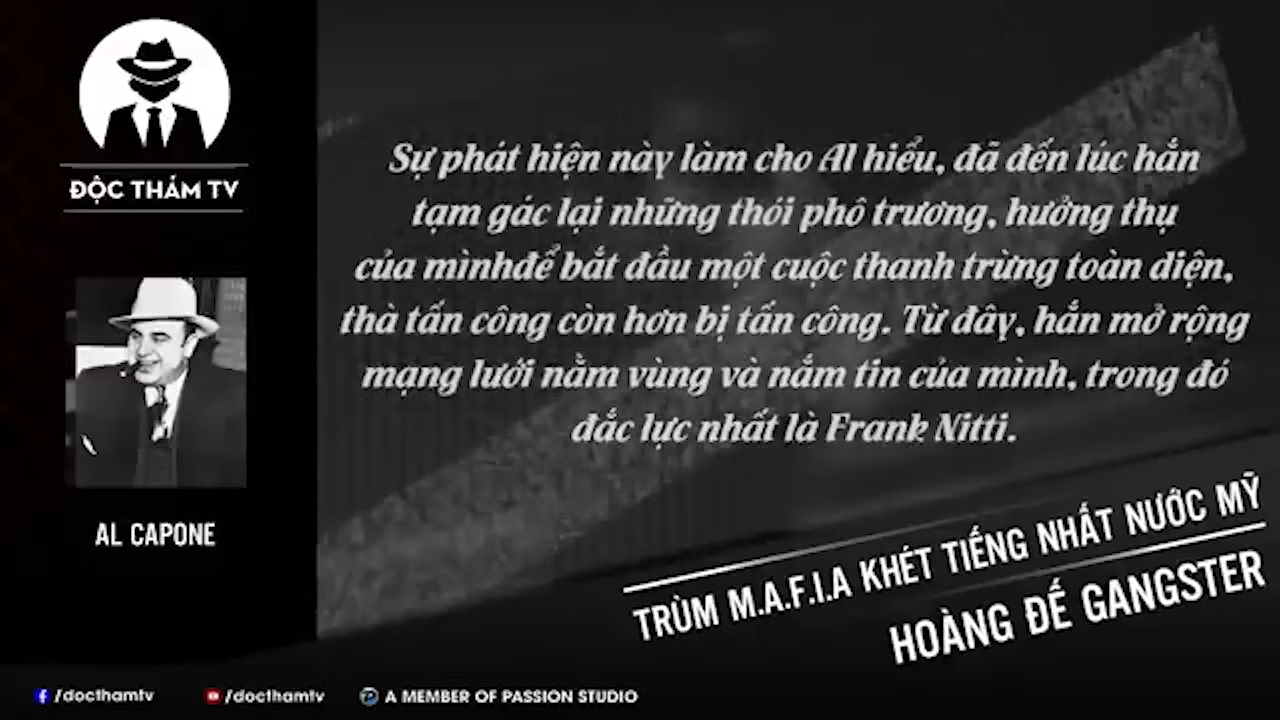 ĐỘC THÁM TV
AL CAPONE
Sự phát hiện này làm cho Al hiểu, đã đến lúc hắn
tạm gác lại những thói phô trương, hưởng thụ
của mìnhđể bắt đầu một cuộc thanh trừng toàn diện,
thà tấn công còn hơn bị tấn công. Từ đây, hắn mở rộng
mạng lưới nằm vùng và nắm tin của mình, trong đó
đắc lực nhất là Frank Nitti.
TRÙM M.A.F.I.A KHÉT TIẾNG NHẤT NƯỚC MỸ
HOÀNG ĐẾ GANGSTER
/docthamtv
/docthamtv
A MEMBER OF PASSION STUDIO